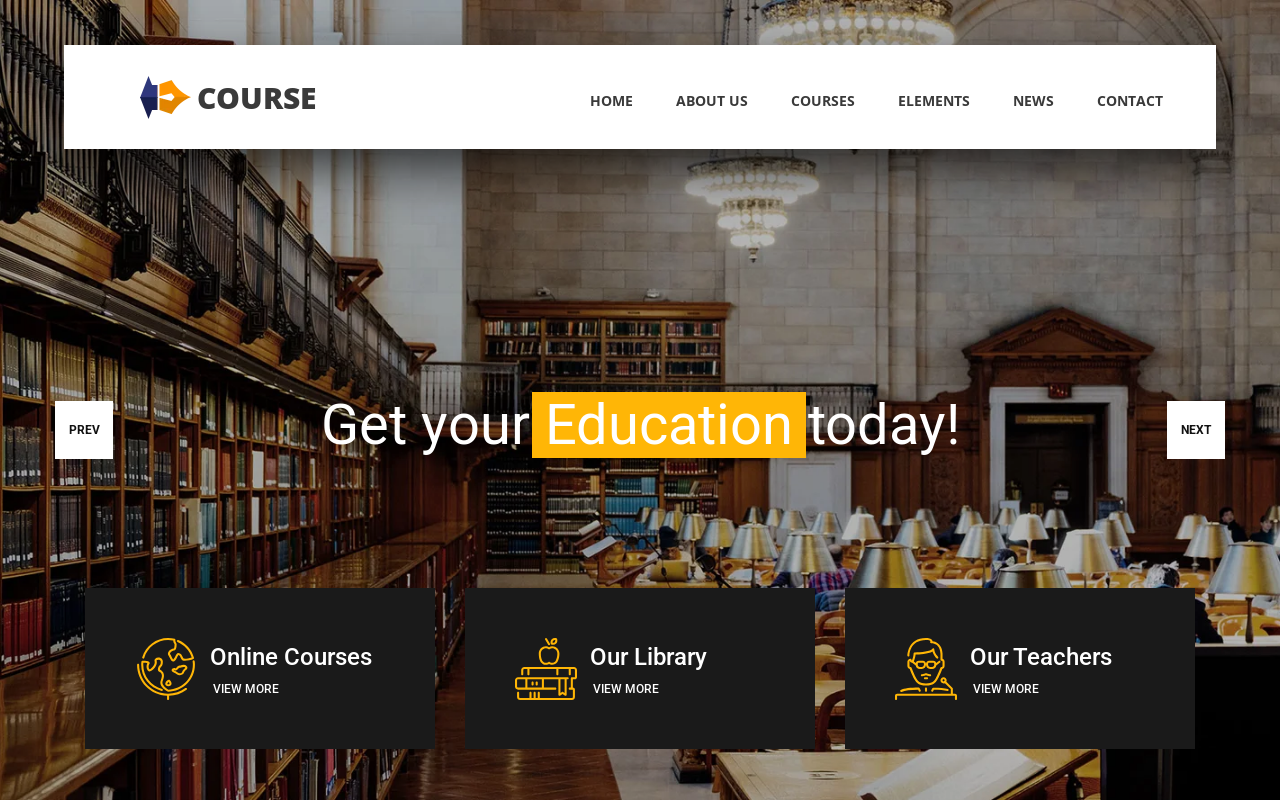 COURSE
HOME ABOUT US COURSES ELEMENTS NEWS CONTACT
Get your Education today!
PREV
NEXT
Online Courses
VIEW MORE
Our Library
VIEW MORE
Our Teachers
VIEW MORE